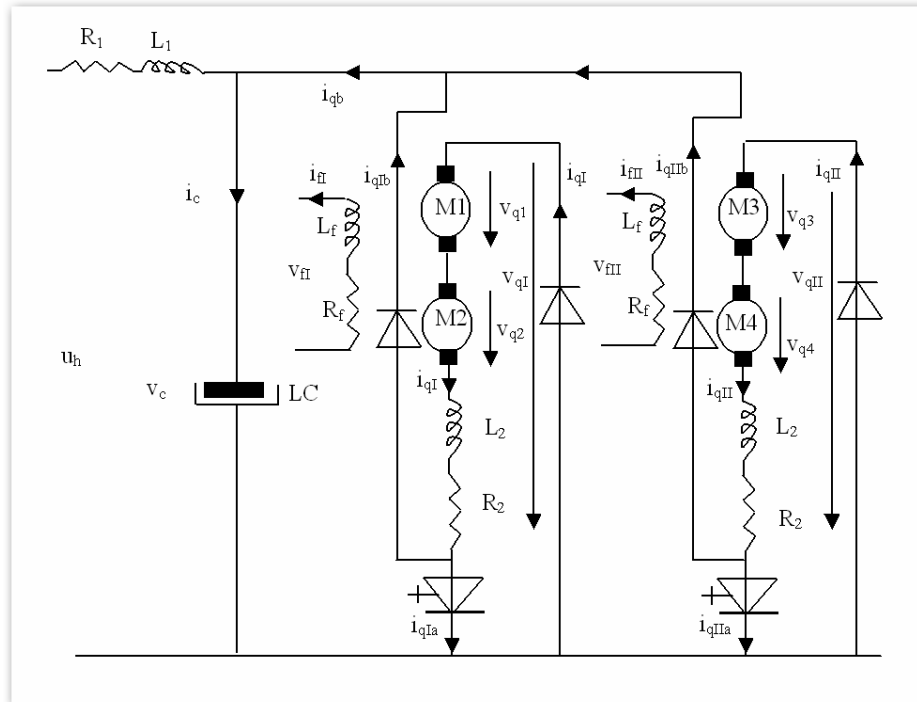 R1 L1
iqb
ic
ifI
iqIb
iqI
ifII
iqIIb
iqII
Lf
M1
vq1
Lf
M3
vq3
vfI
vqI
vfII
vqII
Rf
M2
vq2
Rf
M4
vq4
uh
vc
LC
iqI
iqII
L2
L2
R2
R2
iqIa
iqIIa